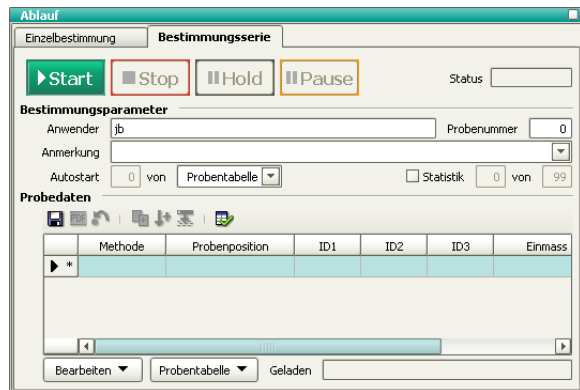 Ablauf
Einzelbestimmung Bestimmungsserie
Start Stop Hold Pause Status
Bestimmungsparameter
Anwender jb Probenummer 0
Anmerkung
Autostart 0 von Probentabelle Statistik 0 von 99
Probedaten
PDF
Methode Probenposition ID1 ID2 ID3 Einmass
*
Bearbeiten Probentabelle Geladen